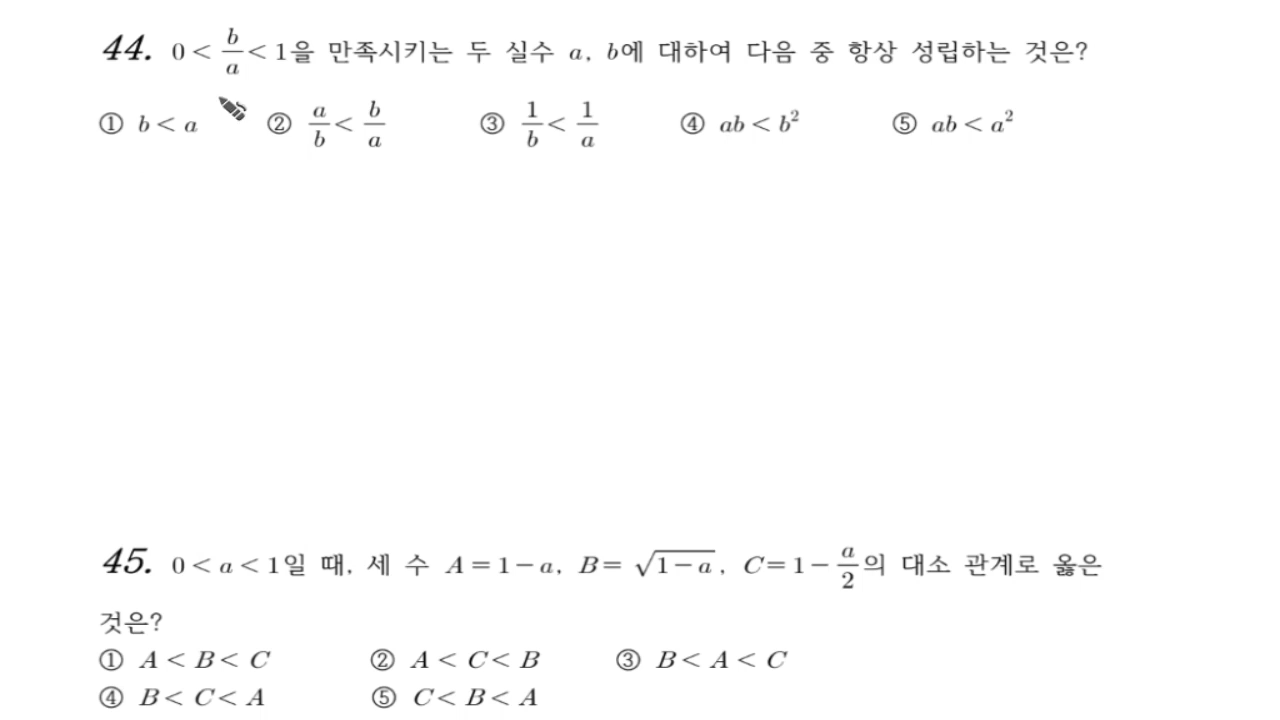 44. 0 < b/a < 1을 만족시키는 두 실수 a, b에 대하여 다음 중 항상 성립하는 것은?
① b < a ② a/b < b/a ③ 1/b < 1/a ④ ab < b² ⑤ ab < a²
45. 0 < a < 1일 때, 세 수 A = 1 − a, B = √(1 − a), C = 1 − a/2의 대소 관계로 옳은
것은?
① A < B < C ② A < C < B ③ B < A < C
④ B < C < A ⑤ C < B < A